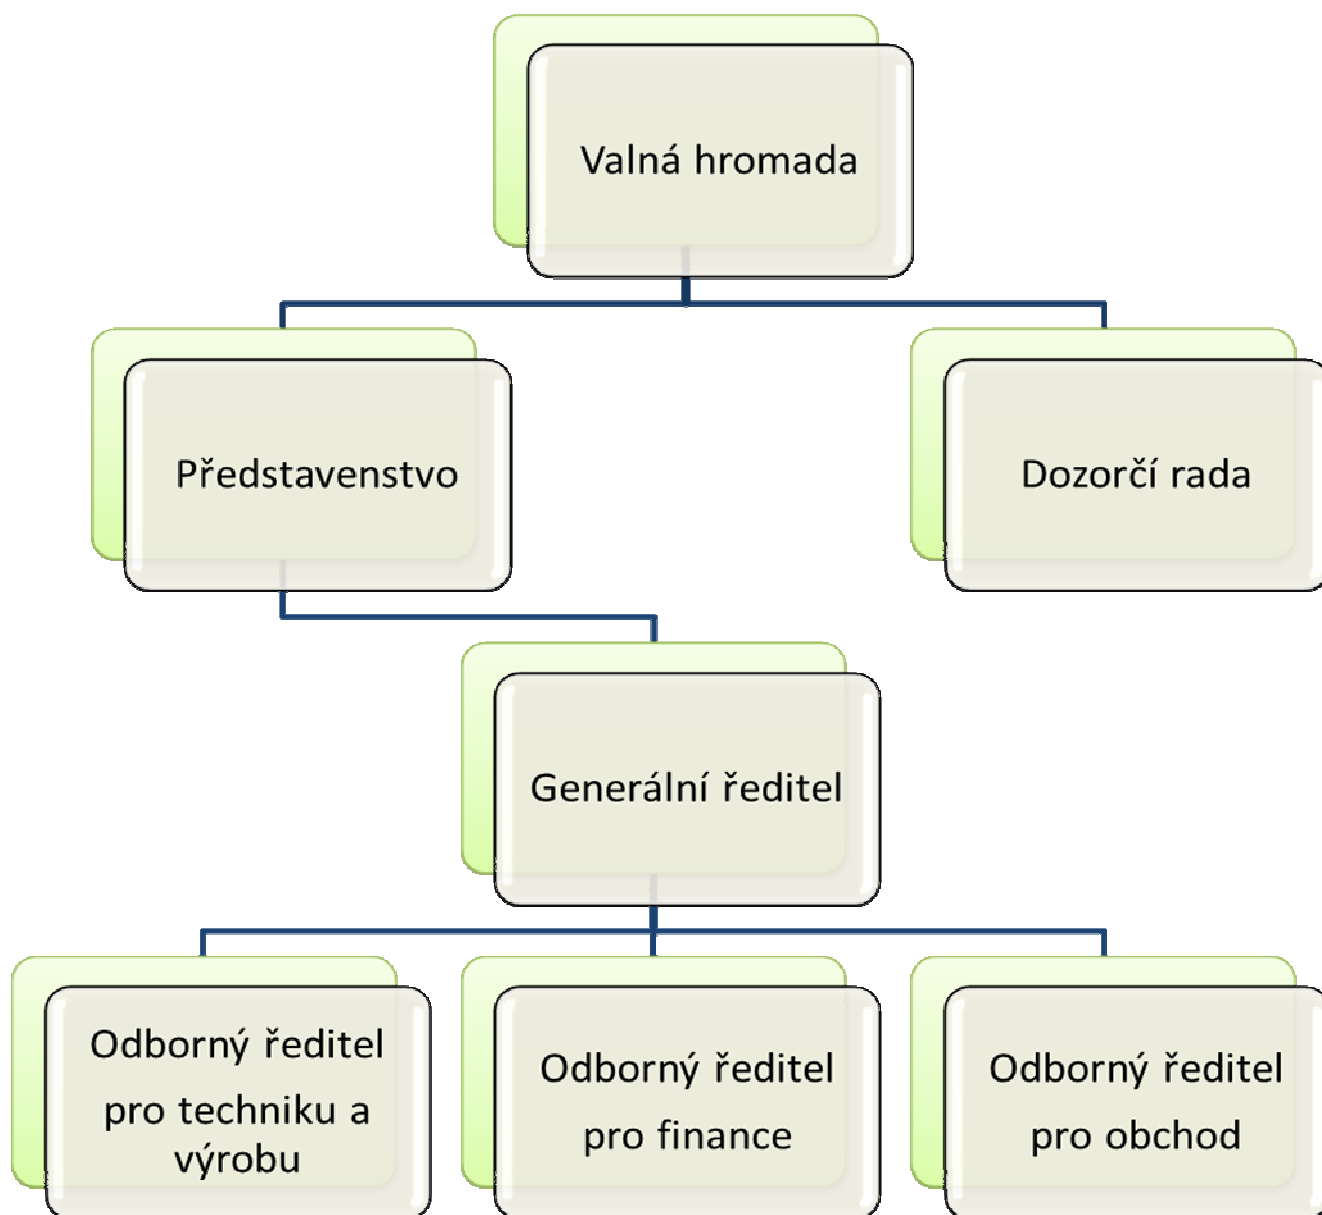 Valná hromada
Představenstvo
Dozorčí rada
Generální ředitel
Odborný ředitel
pro techniku a
výrobu
Odborný ředitel
pro finance
Odborný ředitel
pro obchod